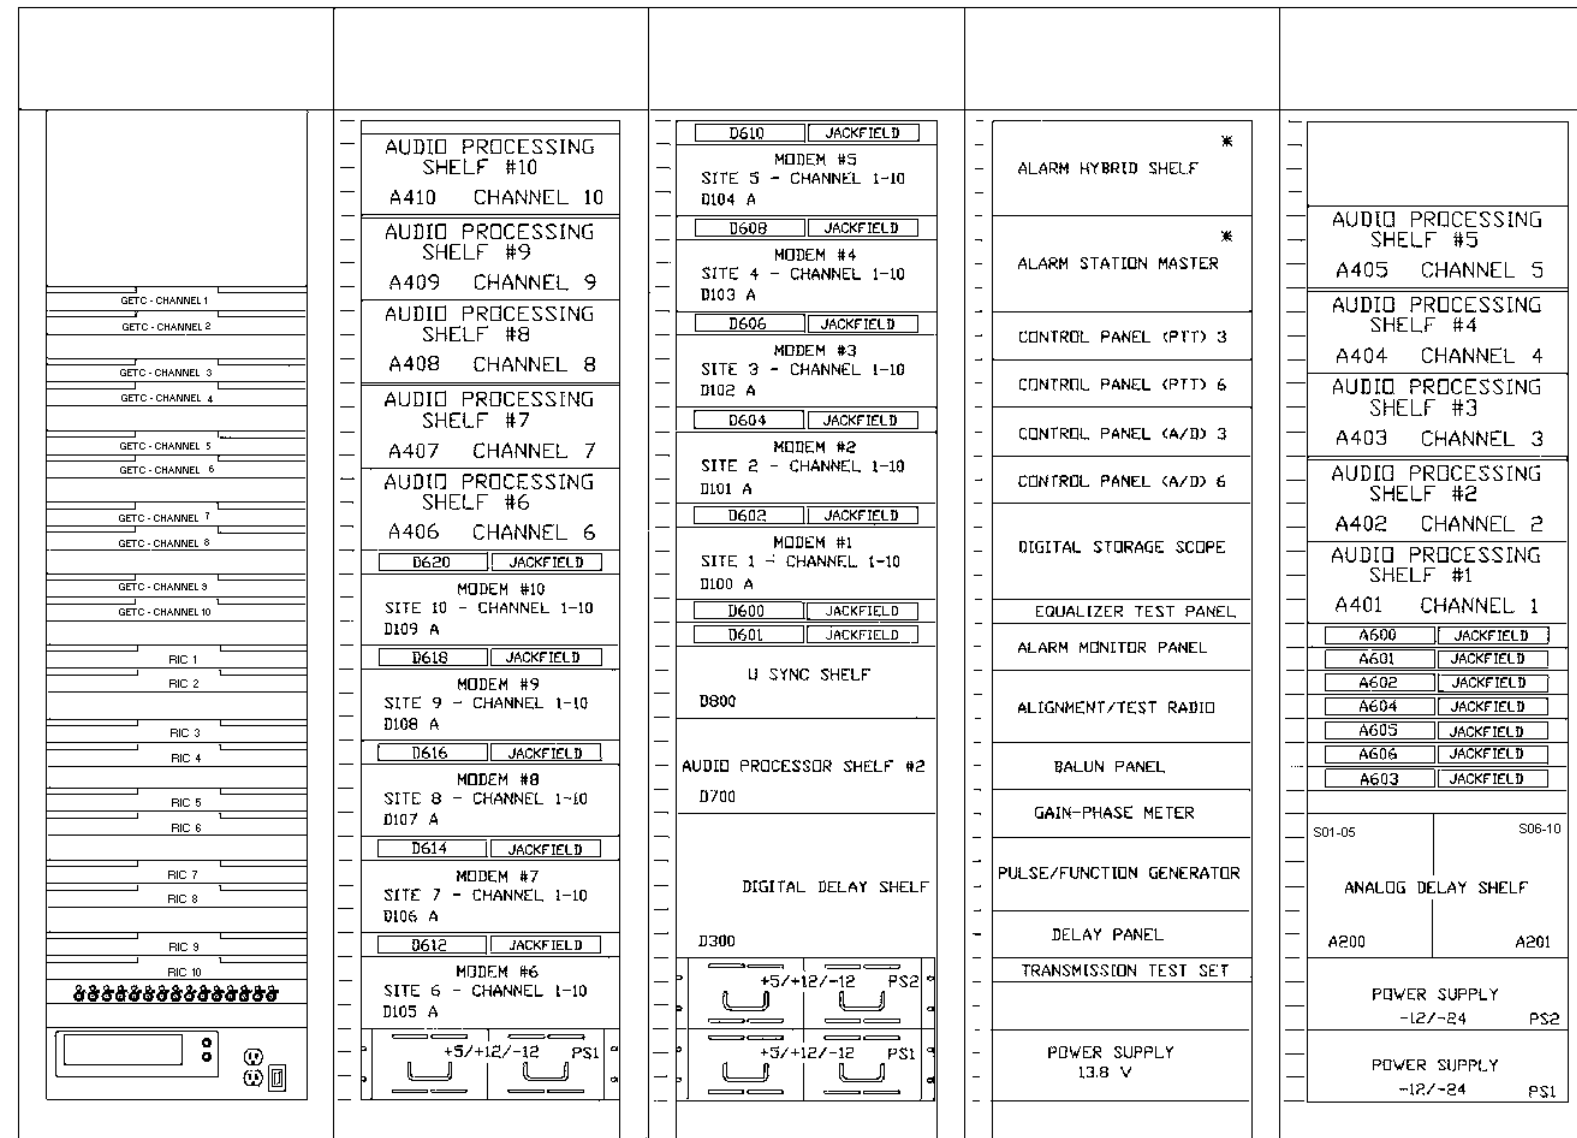 GETC - CHANNEL 1
GETC - CHANNEL 2
GETC - CHANNEL 3
GETC - CHANNEL 4
GETC - CHANNEL 5
GETC - CHANNEL 6
GETC - CHANNEL 7
GETC - CHANNEL 8
GETC - CHANNEL 9
GETC - CHANNEL 10
RIC 1
RIC 2
RIC 3
RIC 4
RIC 5
RIC 6
RIC 7
RIC 8
RIC 9
RIC 10
AUDIO PROCESSING
SHELF #10
A410 CHANNEL 10
AUDIO PROCESSING
SHELF #9
A409 CHANNEL 9
AUDIO PROCESSING
SHELF #8
A408 CHANNEL 8
AUDIO PROCESSING
SHELF #7
A407 CHANNEL 7
AUDIO PROCESSING
SHELF #6
A406 CHANNEL 6
D620 JACKFIELD
MODEM #10
SITE 10 - CHANNEL 1-10
D109 A
D618 JACKFIELD
MODEM #9
SITE 9 - CHANNEL 1-10
D108 A
D616 JACKFIELD
MODEM #8
SITE 8 - CHANNEL 1-10
D107 A
D614 JACKFIELD
MODEM #7
SITE 7 - CHANNEL 1-10
D106 A
D612 JACKFIELD
MODEM #6
SITE 6 - CHANNEL 1-10
D105 A
+5/+12/-12 PS1
D610 JACKFIELD
MODEM #5
SITE 5 - CHANNEL 1-10
D104 A
D608 JACKFIELD
MODEM #4
SITE 4 - CHANNEL 1-10
D103 A
D606 JACKFIELD
MODEM #3
SITE 3 - CHANNEL 1-10
D102 A
D604 JACKFIELD
MODEM #2
SITE 2 - CHANNEL 1-10
D101 A
D602 JACKFIELD
MODEM #1
SITE 1 - CHANNEL 1-10
D100 A
D600 JACKFIELD
D601 JACKFIELD
U SYNC SHELF
D800
AUDIO PROCESSOR SHELF #2
D700
DIGITAL DELAY SHELF
D300
+5/+12/-12 PS2
+5/+12/-12 PS1
*
ALARM HYBRID SHELF
*
ALARM STATION MASTER
CONTROL PANEL (PTT) 3
CONTROL PANEL (PTT) 6
CONTROL PANEL (A/D) 3
CONTROL PANEL (A/D) 6
DIGITAL STORAGE SCOPE
EQUALIZER TEST PANEL
ALARM MONITOR PANEL
ALIGNMENT/TEST RADIO
BALUN PANEL
GAIN-PHASE METER
PULSE/FUNCTION GENERATOR
DELAY PANEL
TRANSMISSION TEST SET
POWER SUPPLY
13.8 V
AUDIO PROCESSING
SHELF #5
A405 CHANNEL 5
AUDIO PROCESSING
SHELF #4
A404 CHANNEL 4
AUDIO PROCESSING
SHELF #3
A403 CHANNEL 3
AUDIO PROCESSING
SHELF #2
A402 CHANNEL 2
AUDIO PROCESSING
SHELF #1
A401 CHANNEL 1
A600 JACKFIELD
A601 JACKFIELD
A602 JACKFIELD
A604 JACKFIELD
A605 JACKFIELD
A606 JACKFIELD
A603 JACKFIELD
S01-05 S06-10
ANALOG DELAY SHELF
A200 A201
POWER SUPPLY
-12/-24 PS2
POWER SUPPLY
-12/-24 PS1